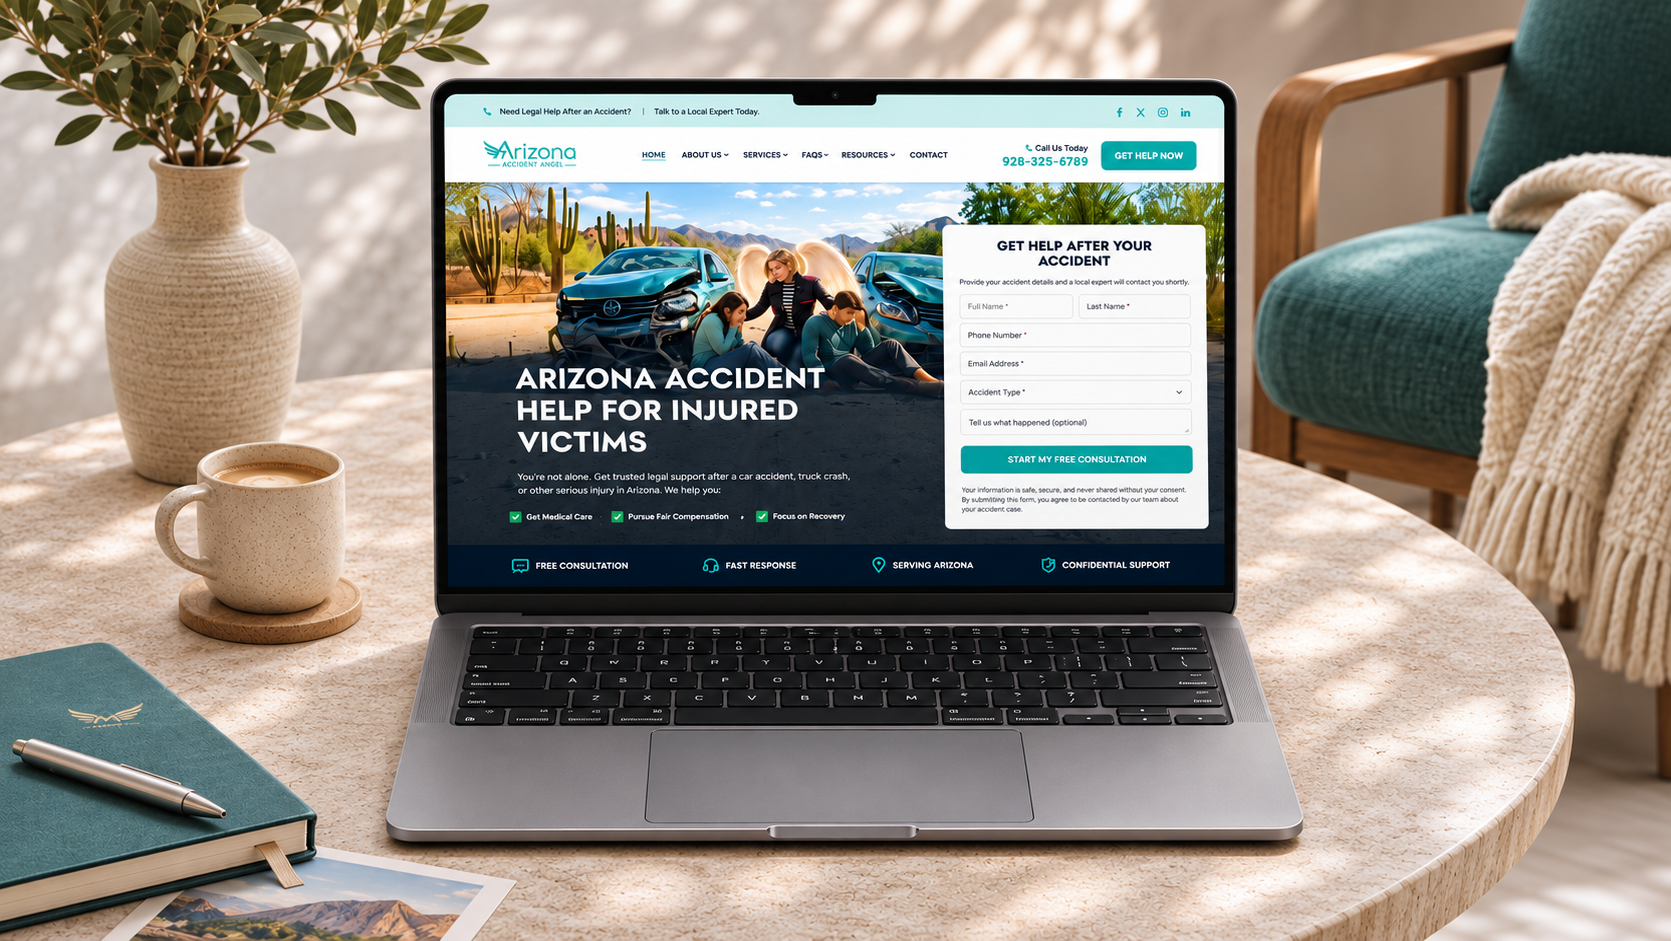 Need Legal Help After an Accident? | Talk to a Local Expert Today.
Arizona
ACCIDENT ANGEL
HOME ABOUT US SERVICES FAQS RESOURCES CONTACT
Call Us Today
928-325-6789
GET HELP NOW
ARIZONA ACCIDENT
HELP FOR INJURED
VICTIMS
You're not alone. Get trusted legal support after a car accident, truck crash,
or other serious injury in Arizona. We help you:
Get Medical Care
Pursue Fair Compensation
Focus on Recovery
GET HELP AFTER YOUR
ACCIDENT
Provide your accident details and a local expert will contact you shortly.
Full Name *
Last Name *
Phone Number *
Email Address *
Accident Type *
Tell us what happened (optional)
START MY FREE CONSULTATION
Your information is safe, secure, and never shared without your consent.
By submitting this form, you agree to be contacted by our team about
your accident case.
FREE CONSULTATION
FAST RESPONSE
SERVING ARIZONA
CONFIDENTIAL SUPPORT